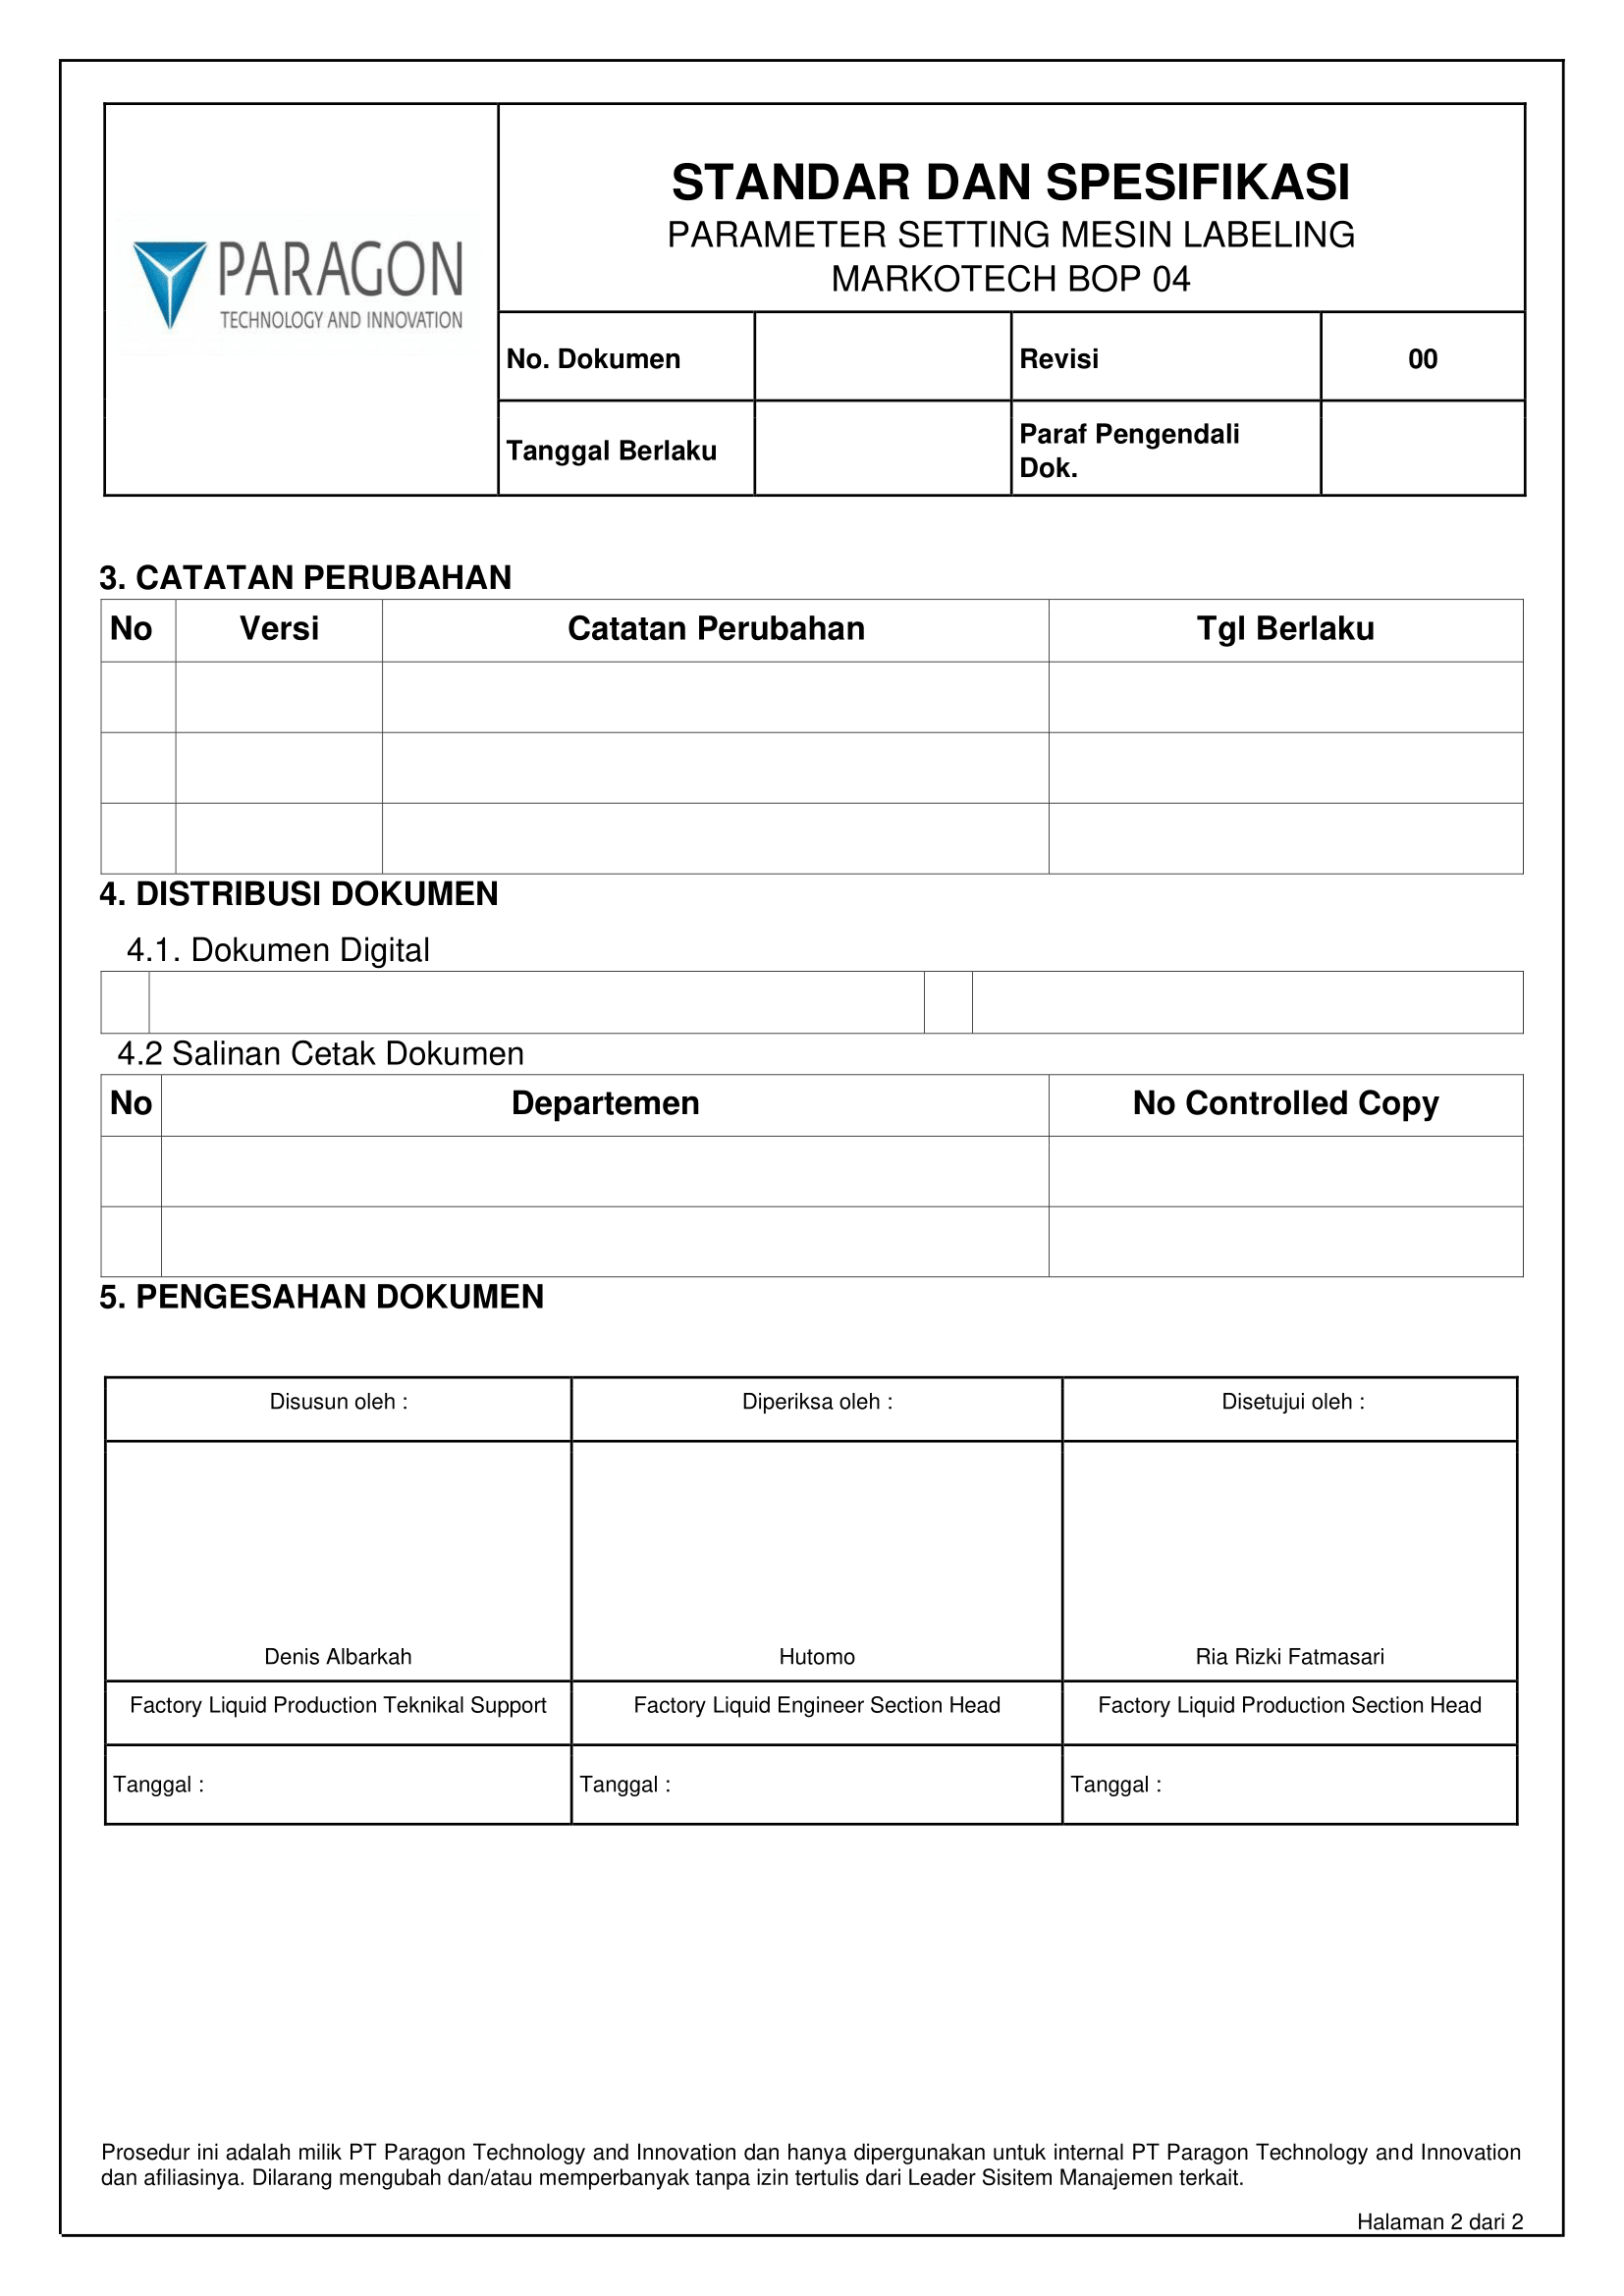 PARAGON
TECHNOLOGY AND INNOVATION
STANDAR DAN SPESIFIKASI
PARAMETER SETTING MESIN LABELING
MARKOTECH BOP 04
No. Dokumen
Revisi
00
Tanggal Berlaku
Paraf Pengendali
Dok.
3. CATATAN PERUBAHAN
No Versi Catatan Perubahan Tgl Berlaku
4. DISTRIBUSI DOKUMEN
4.1. Dokumen Digital
4.2 Salinan Cetak Dokumen
No Departemen No Controlled Copy
5. PENGESAHAN DOKUMEN
Disusun oleh : Diperiksa oleh : Disetujui oleh :
Denis Albarkah Hutomo Ria Rizki Fatmasari
Factory Liquid Production Teknikal Support Factory Liquid Engineer Section Head Factory Liquid Production Section Head
Tanggal : Tanggal : Tanggal :
Prosedur ini adalah milik PT Paragon Technology and Innovation dan hanya dipergunakan untuk internal PT Paragon Technology and Innovation
dan afiliasinya. Dilarang mengubah dan/atau memperbanyak tanpa izin tertulis dari Leader Sisitem Manajemen terkait.
Halaman 2 dari 2